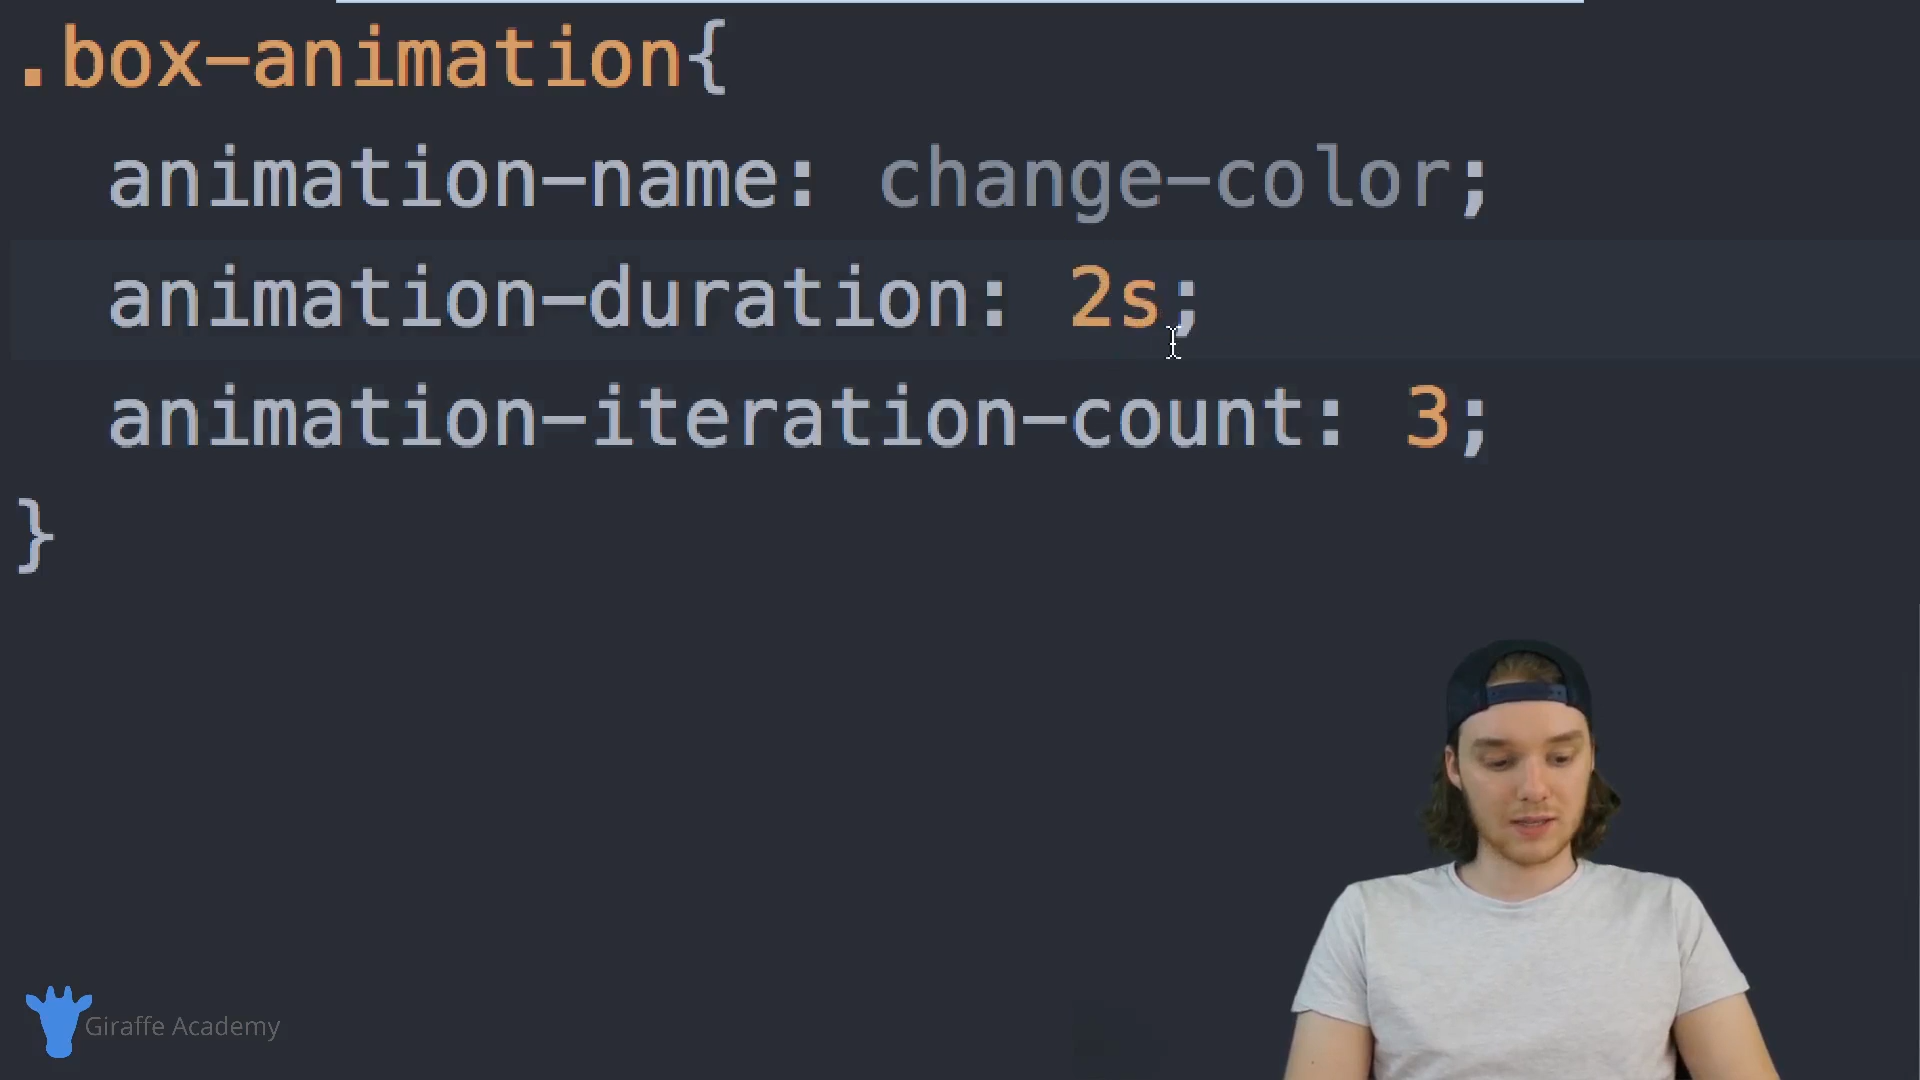 .box-animation{
animation-name: change-color;
animation-duration: 2s;
animation-iteration-count: 3;
}
Giraffe Academy